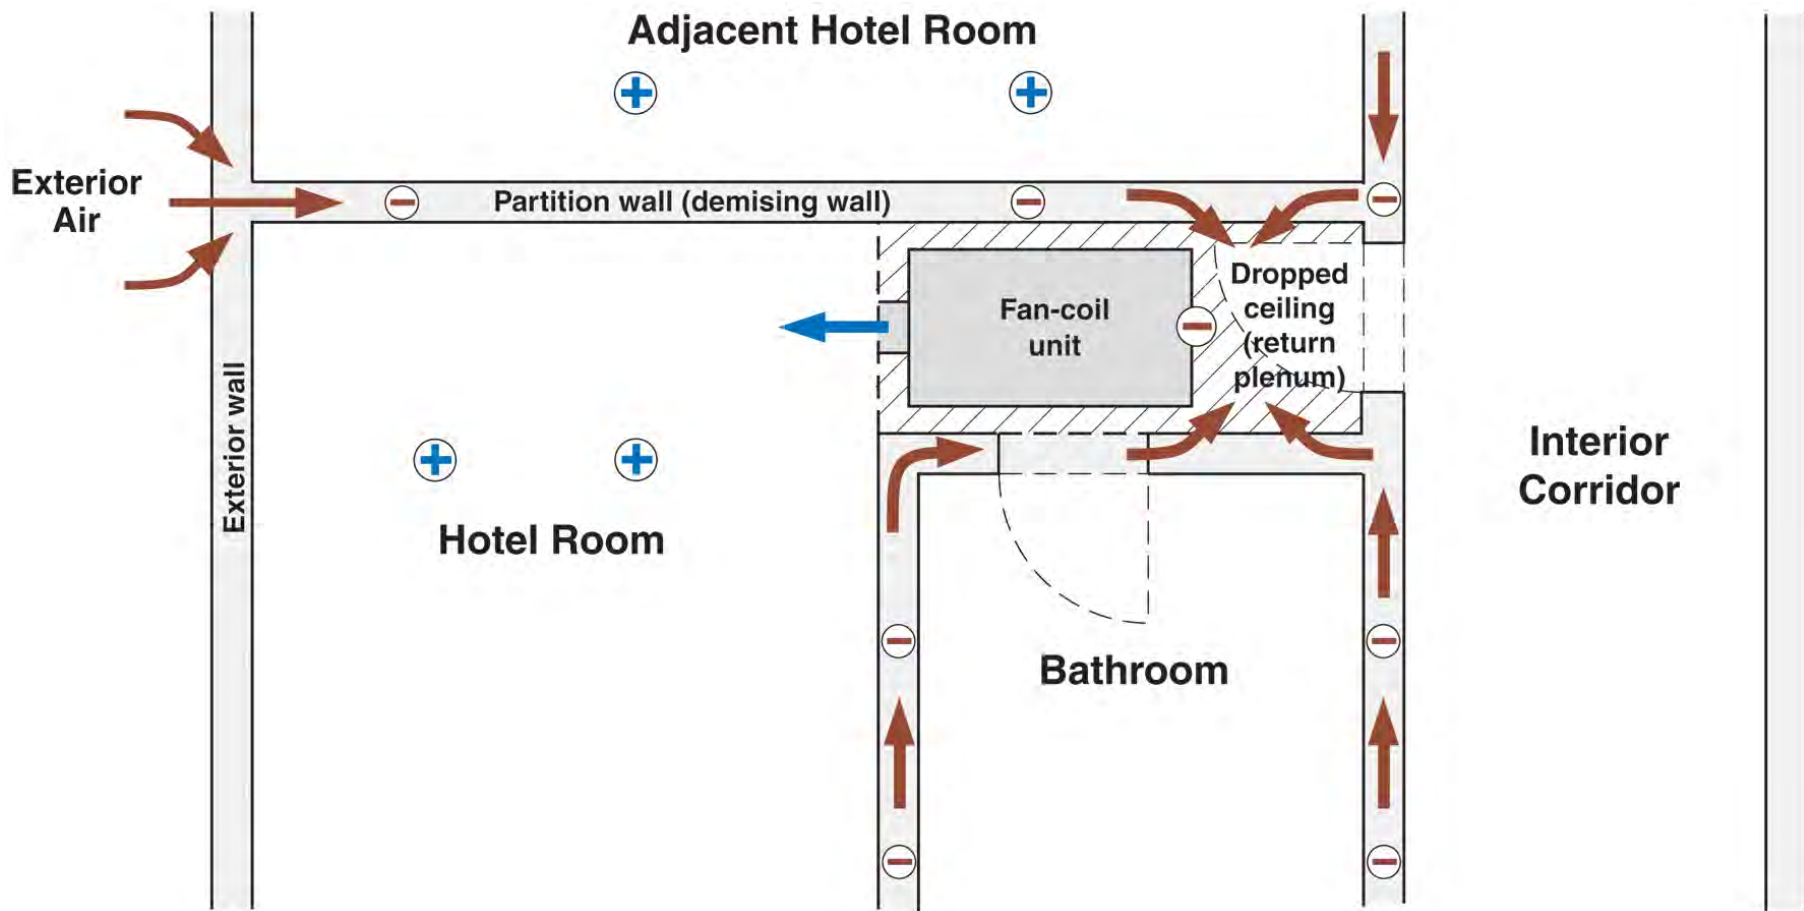 Adjacent Hotel Room
Exterior
Air
Partition wall (demising wall)
Fan-coil
unit
Dropped
ceiling
(return
plenum)
Exterior wall
Interior
Corridor
Hotel Room
Bathroom